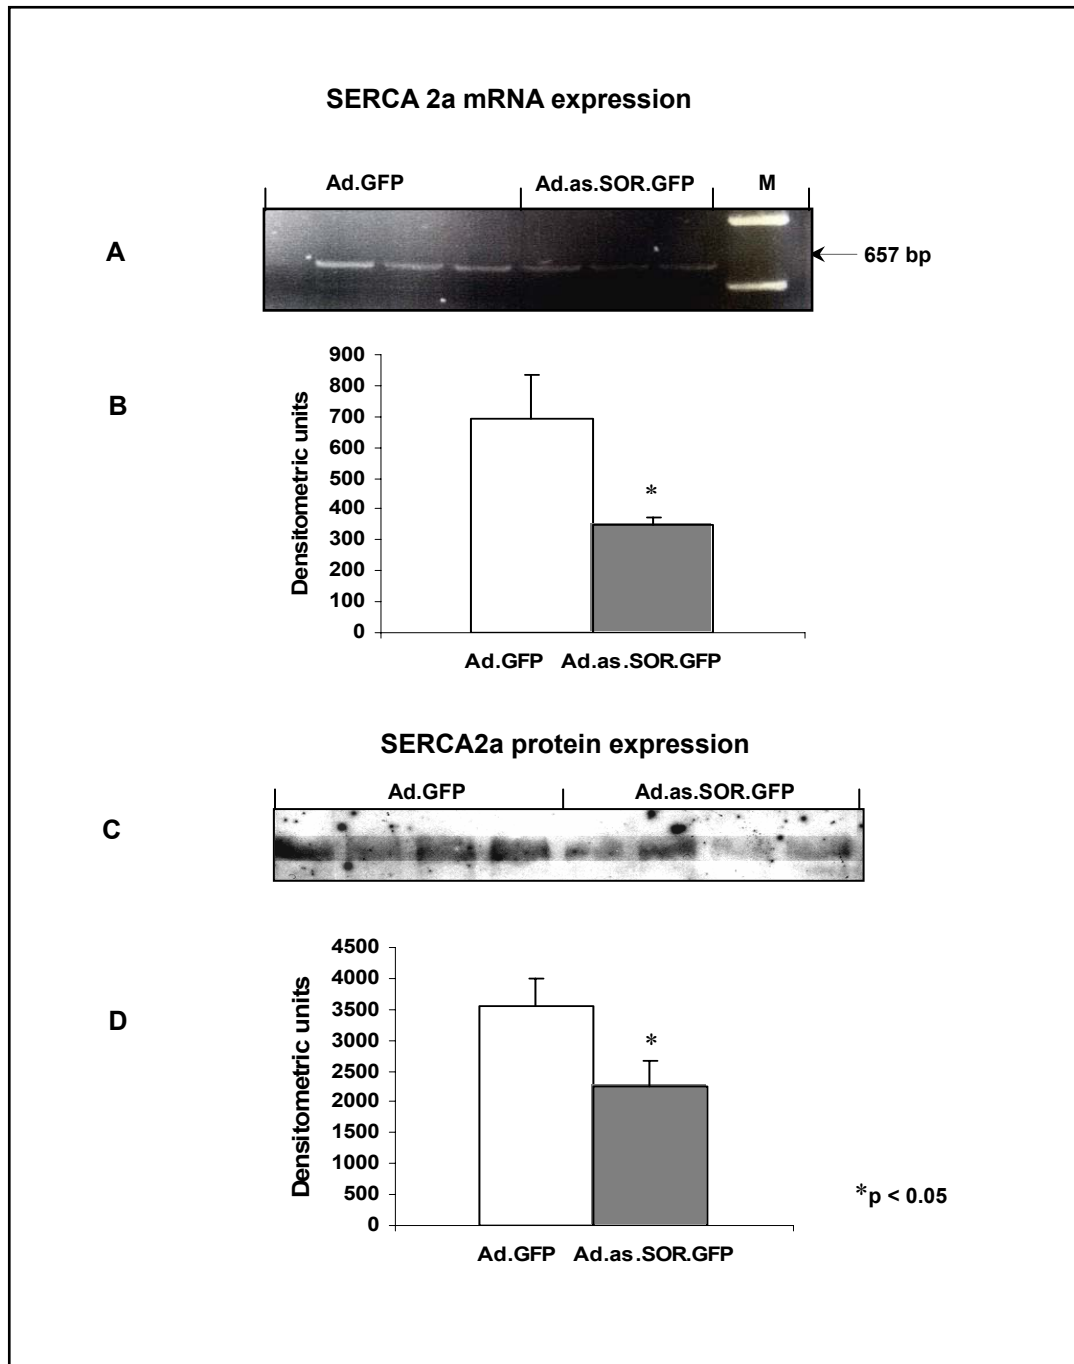 SERCA 2a mRNA expression
Ad.GFP Ad.as.SOR.GFP M
A
657 bp
B
Densitometric units
900
800
700
600
500
400
300
200
100
0
*
Ad.GFP Ad.as.SOR.GFP
SERCA2a protein expression
Ad.GFP Ad.as.SOR.GFP
C
D
Densitometric units
4500
4000
3500
3000
2500
2000
1500
1000
500
0
*
*p < 0.05
Ad.GFP Ad.as.SOR.GFP